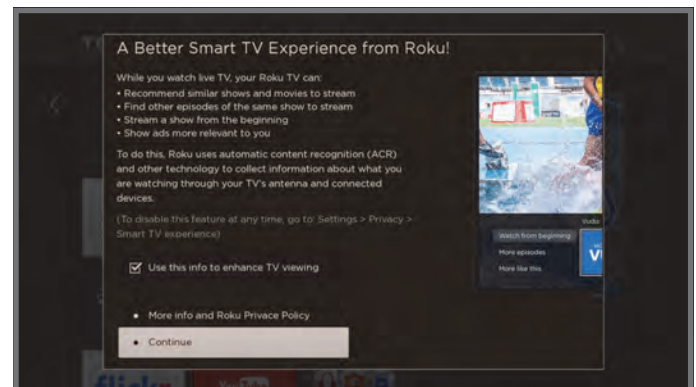 A Better Smart TV Experience from Roku!
While you watch live TV, your Roku TV can:
• Recommend similar shows and movies to stream
• Find other episodes of the same show to stream
• Stream a show from the beginning
• Show ads more relevant to you
To do this, Roku uses automatic content recognition (ACR)
and other technology to collect information about what you
are watching through your TV's antenna and connected
devices.
(To disable this feature at any time, go to: Settings > Privacy >
Smart TV experience)
Use this info to enhance TV viewing
• More info and Roku Privace Policy
• Continue
Vudu
Watch from beginning
More episodes
More like this
flickr
YouTube